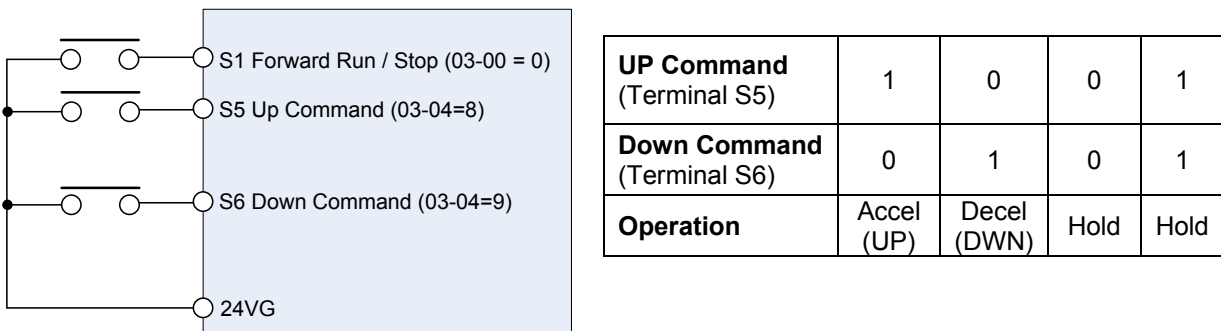 S1 Forward Run / Stop (03-00 = 0)
S5 Up Command (03-04=8)
S6 Down Command (03-04=9)
24VG
UP Command
(Terminal S5)
1
0
0
1
Down Command
(Terminal S6)
0
1
0
1
Operation
Accel
(UP)
Decel
(DWN)
Hold
Hold